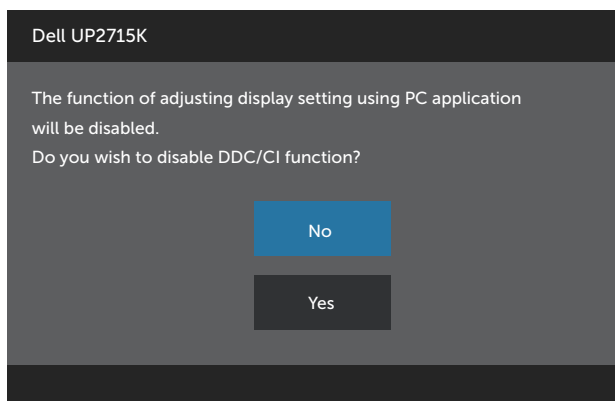 Dell UP2715K
The function of adjusting display setting using PC application
will be disabled.
Do you wish to disable DDC/CI function?
No
Yes